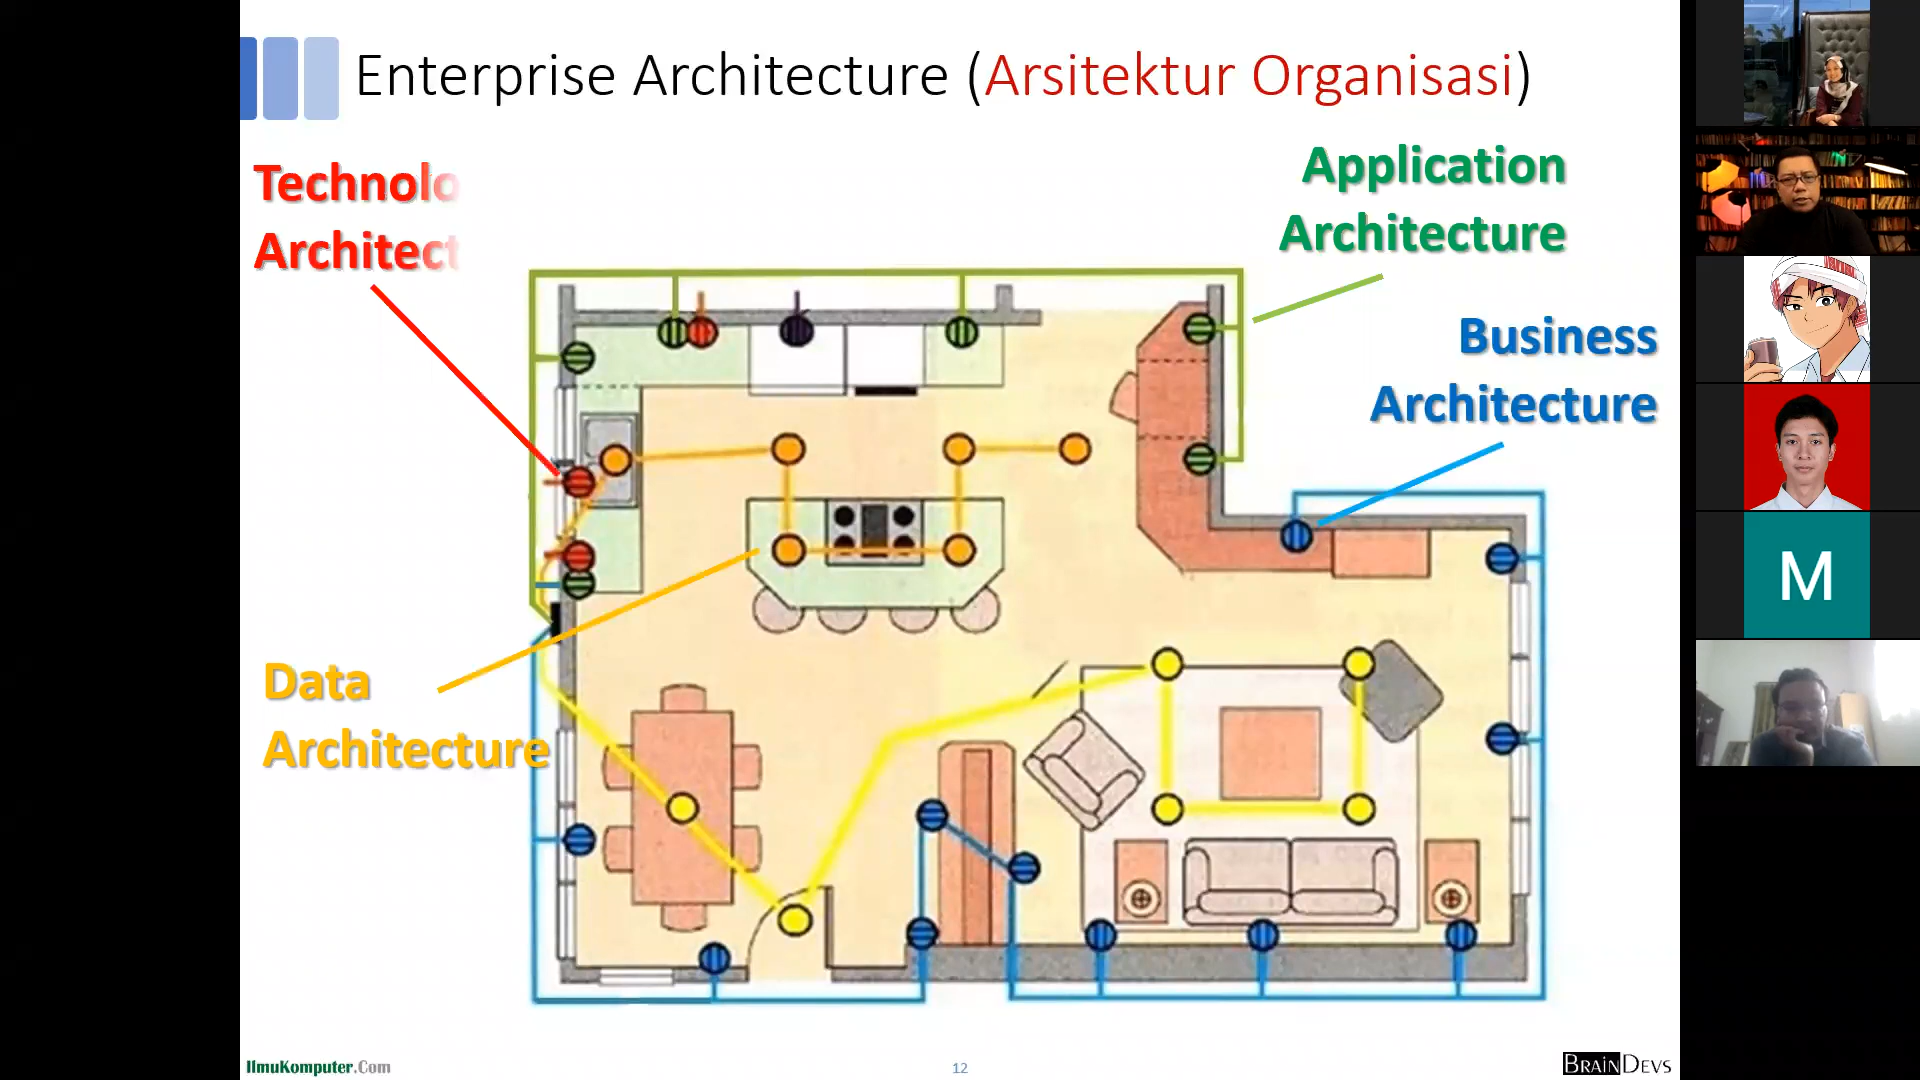 Enterprise Architecture (Arsitektur Organisasi)
Technolo
Architect
Application
Architecture
Business
Architecture
Data
Architecture
M
IlmuKomputer.Com
12
BRAINDEVS